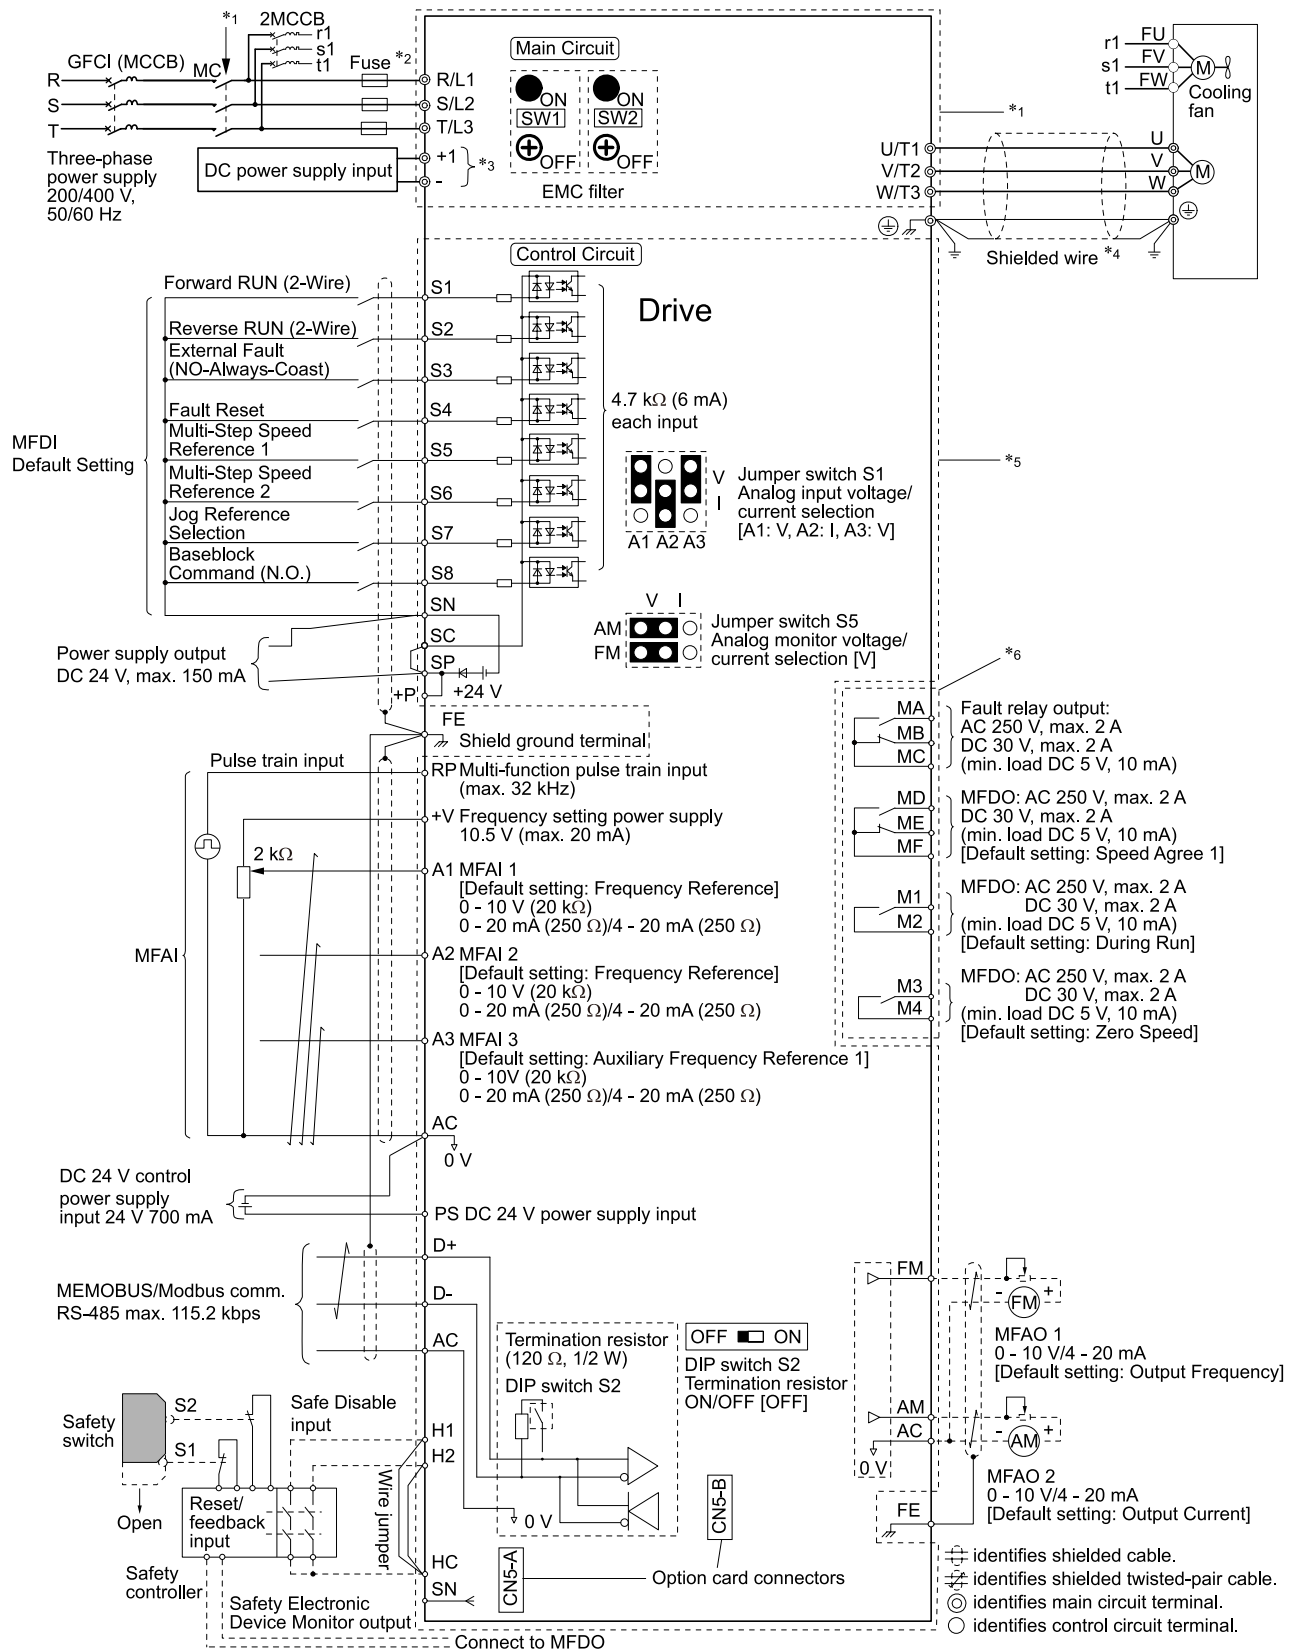 *1
2MCCB
r1
s1
t1
GFCI (MCCB)
MC
Fuse *2
R
S
T
R/L1
S/L2
T/L3
+1
-
*3
Three-phase
power supply
200/400 V,
50/60 Hz
DC power supply input
Main Circuit
ON
SW1
OFF
ON
SW2
OFF
EMC filter
r1
s1
t1
FU
FV
FW
M
Cooling
fan
*1
U/T1
V/T2
W/T3
U
V
W
M
Shielded wire *4
Control Circuit
Drive
Forward RUN (2-Wire)
Reverse RUN (2-Wire)
External Fault
(NO-Always-Coast)
Fault Reset
Multi-Step Speed
Reference 1
Multi-Step Speed
Reference 2
Jog Reference
Selection
Baseblock
Command (N.O.)
MFDI
Default Setting
S1
S2
S3
S4
S5
S6
S7
S8
SN
SC
SP
+P
+24 V
4.7 kΩ (6 mA)
each input
V
I
A1 A2 A3
Jumper switch S1
Analog input voltage/
current selection
[A1: V, A2: I, A3: V]
*5
V I
AM
FM
Jumper switch S5
Analog monitor voltage/
current selection [V]
*6
Power supply output
DC 24 V, max. 150 mA
FE
Shield ground terminal
MA
MB
MC
Fault relay output:
AC 250 V, max. 2 A
DC 30 V, max. 2 A
(min. load DC 5 V, 10 mA)
MD
ME
MF
MFDO: AC 250 V, max. 2 A
DC 30 V, max. 2 A
(min. load DC 5 V, 10 mA)
[Default setting: Speed Agree 1]
M1
M2
MFDO: AC 250 V, max. 2 A
DC 30 V, max. 2 A
(min. load DC 5 V, 10 mA)
[Default setting: During Run]
M3
M4
MFDO: AC 250 V, max. 2 A
DC 30 V, max. 2 A
(min. load DC 5 V, 10 mA)
[Default setting: Zero Speed]
Pulse train input
RP Multi-function pulse train input
(max. 32 kHz)
+V Frequency setting power supply
10.5 V (max. 20 mA)
2 kΩ
MFAI
A1 MFAI 1
[Default setting: Frequency Reference]
0 - 10 V (20 kΩ)
0 - 20 mA (250 Ω)/4 - 20 mA (250 Ω)
A2 MFAI 2
[Default setting: Frequency Reference]
0 - 10 V (20 kΩ)
0 - 20 mA (250 Ω)/4 - 20 mA (250 Ω)
A3 MFAI 3
[Default setting: Auxiliary Frequency Reference 1]
0 - 10V (20 kΩ)
0 - 20 mA (250 Ω)/4 - 20 mA (250 Ω)
AC
0 V
DC 24 V control
power supply
input 24 V 700 mA
PS DC 24 V power supply input
MEMOBUS/Modbus comm.
RS-485 max. 115.2 kbps
D+
D-
AC
Termination resistor
(120 Ω, 1/2 W)
DIP switch S2
0 V
OFF ON
DIP switch S2
Termination resistor
ON/OFF [OFF]
FM
- +
FM
MFAO 1
0 - 10 V/4 - 20 mA
[Default setting: Output Frequency]
AM
AC
0 V
- +
AM
MFAO 2
0 - 10 V/4 - 20 mA
[Default setting: Output Current]
FE
Safety
switch
S2
S1
Open
Safe Disable
input
Reset/
feedback
input
Safety
controller
H1
H2
Wire jumper
HC
SN
Safety Electronic
Device Monitor output
Connect to MFDO
CN5-A
CN5-B
Option card connectors
identifies shielded cable.
identifies shielded twisted-pair cable.
identifies main circuit terminal.
identifies control circuit terminal.